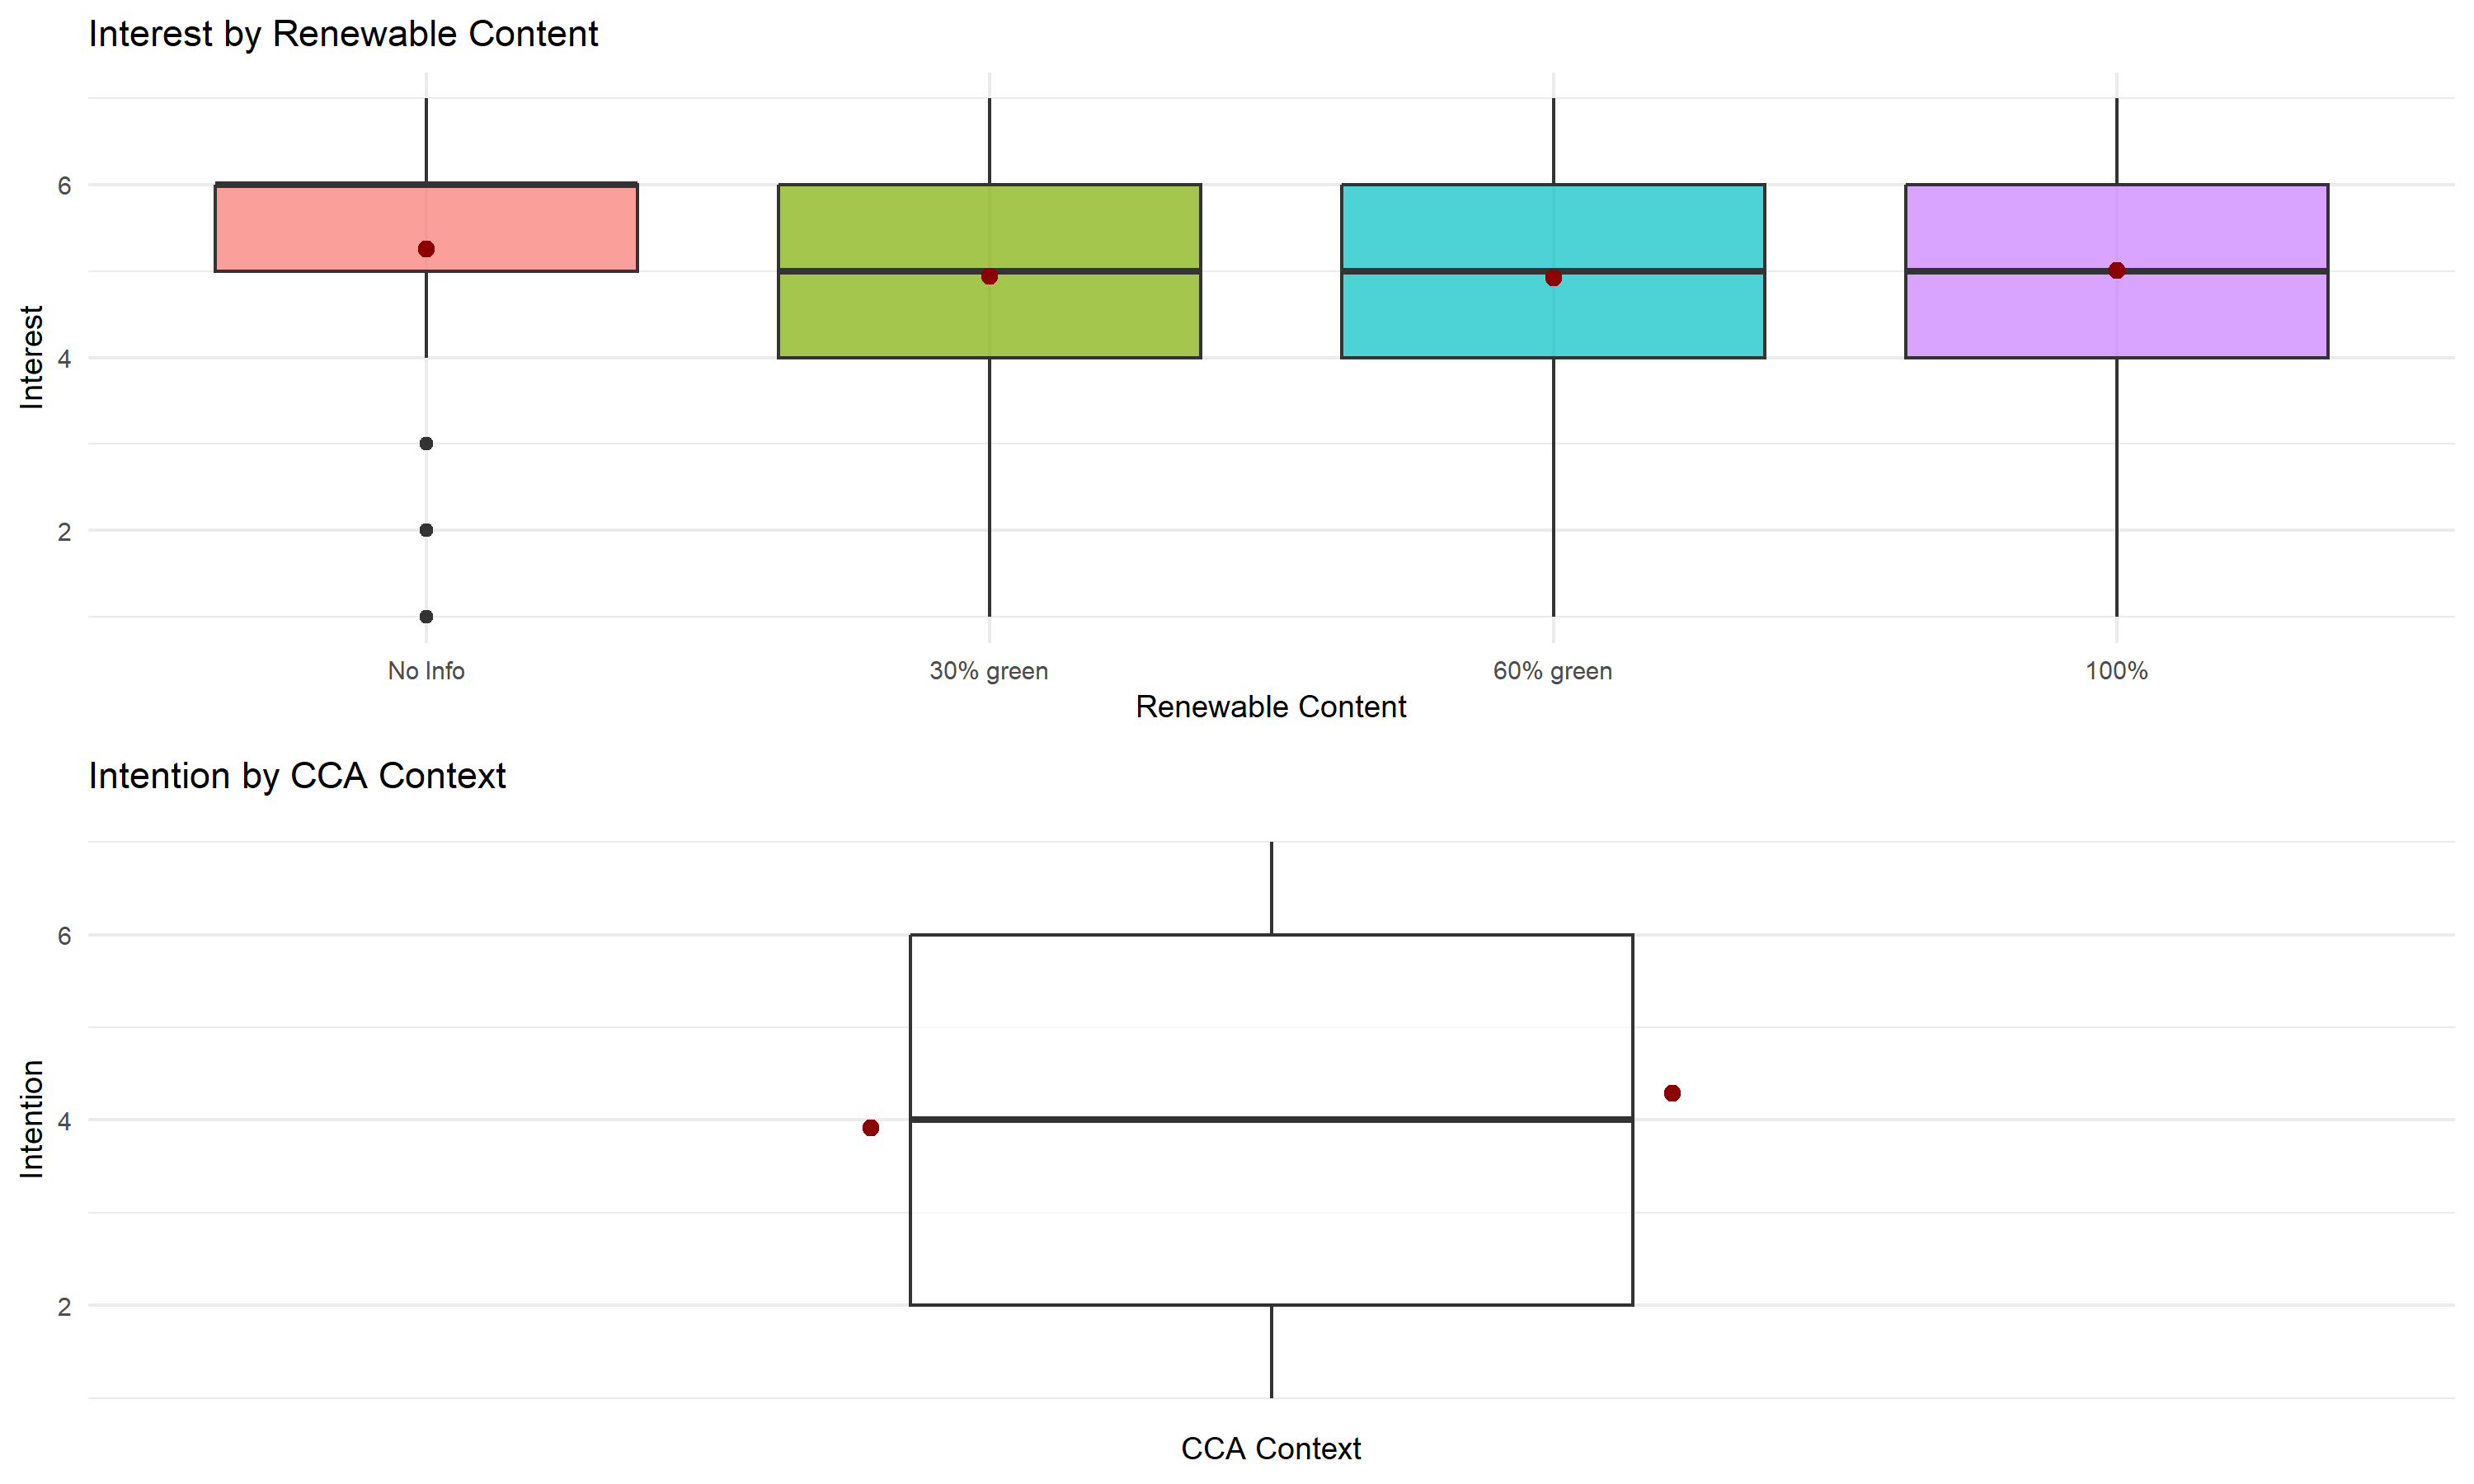 Interest by Renewable Content
Interest
6
4
2
No Info
30% green
60% green
100%
Renewable Content
Intention by CCA Context
Intention
6
4
2
CCA Context